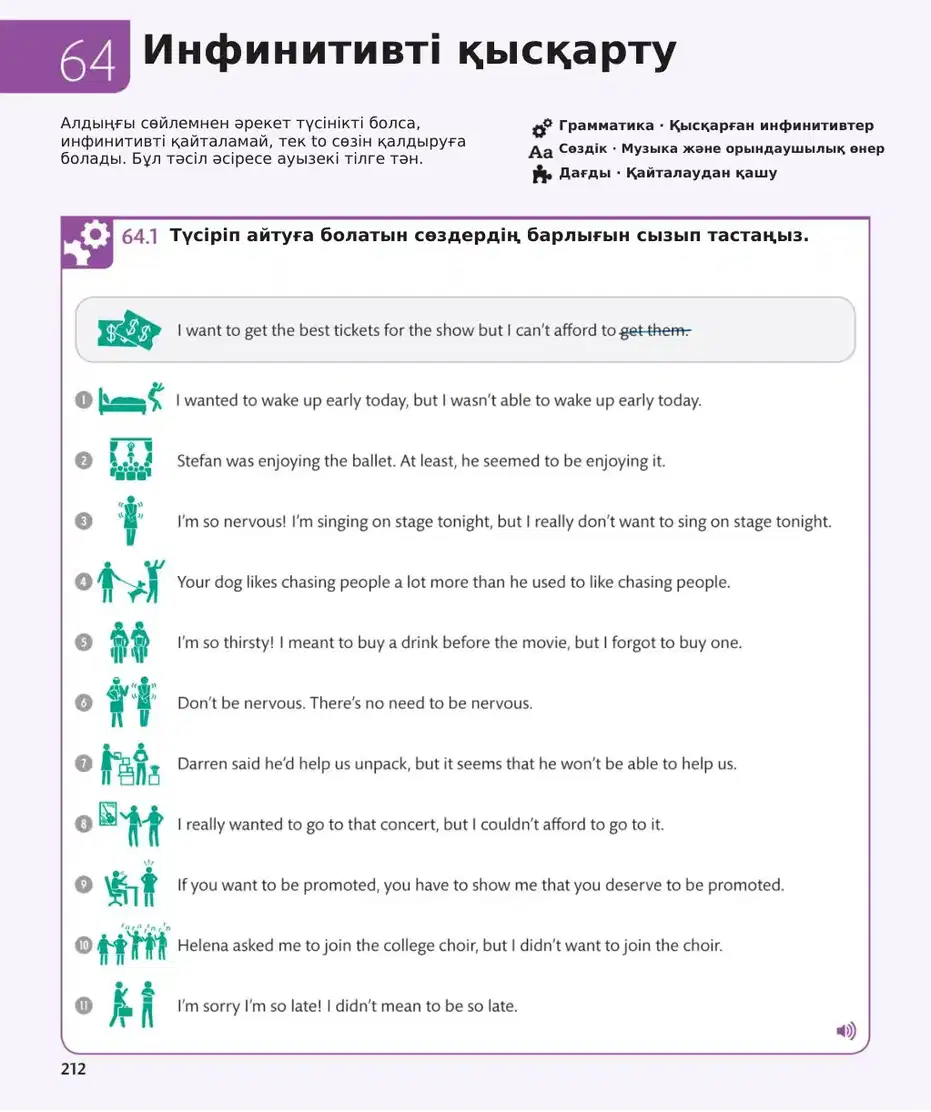 64 Инфинитивті қысқарту
Алдыңғы сөйлемнен әрекет түсінікті болса,
инфинитивті қайталамай, тек to сөзін қалдыруға
болады. Бұл тәсіл әсіресе ауызекі тілге тән.
Грамматика · Қысқарған инфинитивтер
Aa Сөздік · Музыка және орындаушылық өнер
Дағды · Қайталаудан қашу
64.1 Түсіріп айтуға болатын сөздердің барлығын сызып тастаңыз.
I want to get the best tickets for the show but I can't afford to get them.
1 I wanted to wake up early today, but I wasn't able to wake up early today.
2 Stefan was enjoying the ballet. At least, he seemed to be enjoying it.
3 I'm so nervous! I'm singing on stage tonight, but I really don't want to sing on stage tonight.
4 Your dog likes chasing people a lot more than he used to like chasing people.
5 I'm so thirsty! I meant to buy a drink before the movie, but I forgot to buy one.
6 Don't be nervous. There's no need to be nervous.
7 Darren said he'd help us unpack, but it seems that he won't be able to help us.
8 I really wanted to go to that concert, but I couldn't afford to go to it.
9 If you want to be promoted, you have to show me that you deserve to be promoted.
10 Helena asked me to join the college choir, but I didn't want to join the choir.
11 I'm sorry I'm so late! I didn't mean to be so late.
212